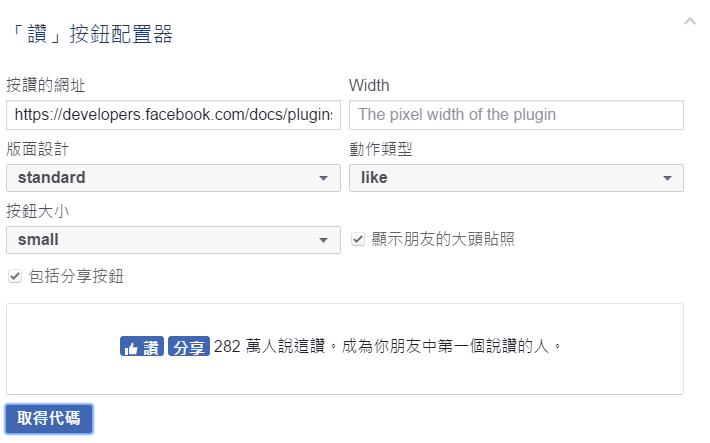 「讚」按鈕配置器
按讚的網址
Width
https://developers.facebook.com/docs/plugins
The pixel width of the plugin
版面設計
動作類型
standard
like
按鈕大小
small
顯示朋友的大頭貼照
包括分享按鈕
讚 分享 282 萬人說這讚。成為你朋友中第一個說讚的人。
取得代碼